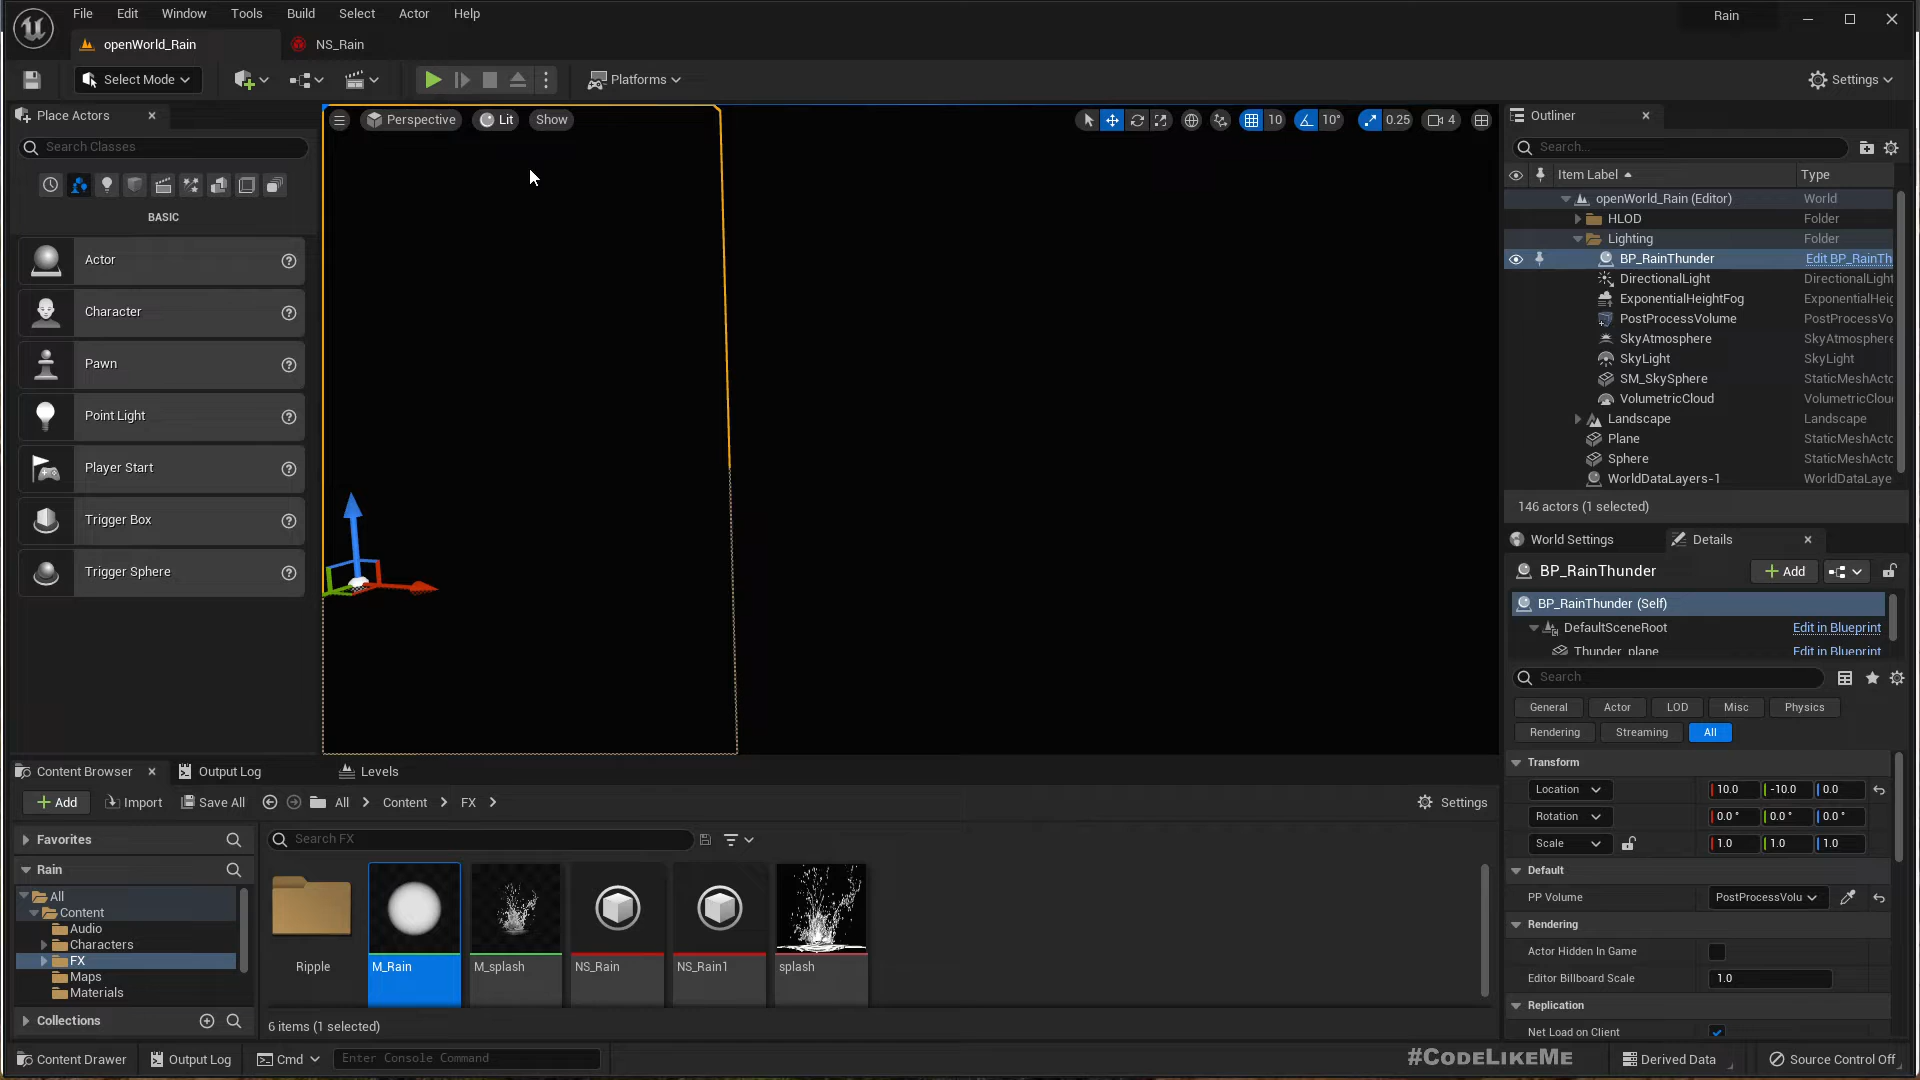 File Edit Window Tools Build Select Actor Help
Rain
openWorld_Rain
NS_Rain
Select Mode
Platforms
Settings
Place Actors
Search Classes
BASIC
Actor
Character
Pawn
Point Light
Player Start
Trigger Box
Trigger Sphere
Perspective
Lit
Show
10
10°
0.25
4
Outliner
Search...
Item Label
Type
openWorld_Rain (Editor) World
HLOD Folder
Lighting Folder
BP_RainThunder Edit BP_RainTh
DirectionalLight DirectionalLight
ExponentialHeightFog ExponentialHeig
PostProcessVolume PostProcessVo
SkyAtmosphere SkyAtmosphere
SkyLight SkyLight
SM_SkySphere StaticMeshActo
VolumetricCloud VolumetricClou
Landscape Landscape
Plane StaticMeshActo
Sphere StaticMeshActo
WorldDataLayers-1 WorldDataLaye
146 actors (1 selected)
World Settings
Details
BP_RainThunder
Add
BP_RainThunder (Self)
DefaultSceneRoot Edit in Blueprint
Thunder_plane Edit in Blueprint
Search
General Actor LOD Misc Physics
Rendering Streaming All
Transform
Location 10.0 -10.0 0.0
Rotation 0.0 ° 0.0 ° 0.0 °
Scale 1.0 1.0 1.0
Default
PP Volume PostProcessVolu
Rendering
Actor Hidden In Game
Editor Billboard Scale 1.0
Replication
Net Load on Client
Content Browser
Output Log
Levels
Add
Import
Save All
All
Content
FX
Settings
Favorites
Rain
All
Content
Audio
Characters
FX
Maps
Materials
Collections
Search FX
Ripple
M_Rain
M_splash
NS_Rain
NS_Rain1
splash
6 items (1 selected)
Content Drawer
Output Log
Cmd
Enter Console Command
#CODELIKEME
Derived Data
Source Control Off